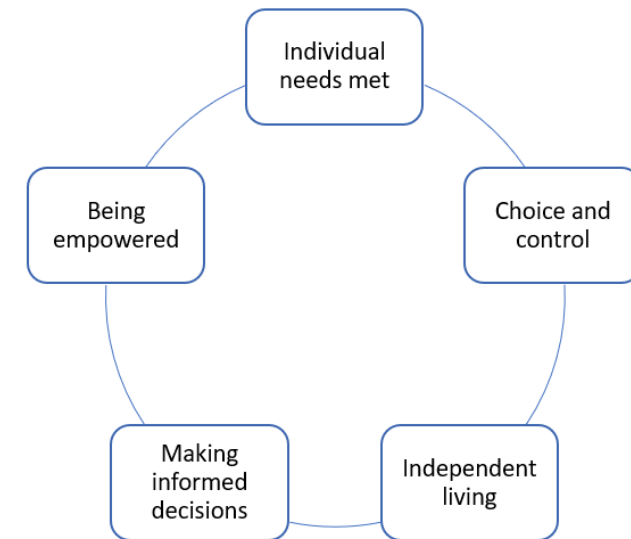 Individual
needs met
Choice and
control
Independent
living
Making
informed
decisions
Being
empowered